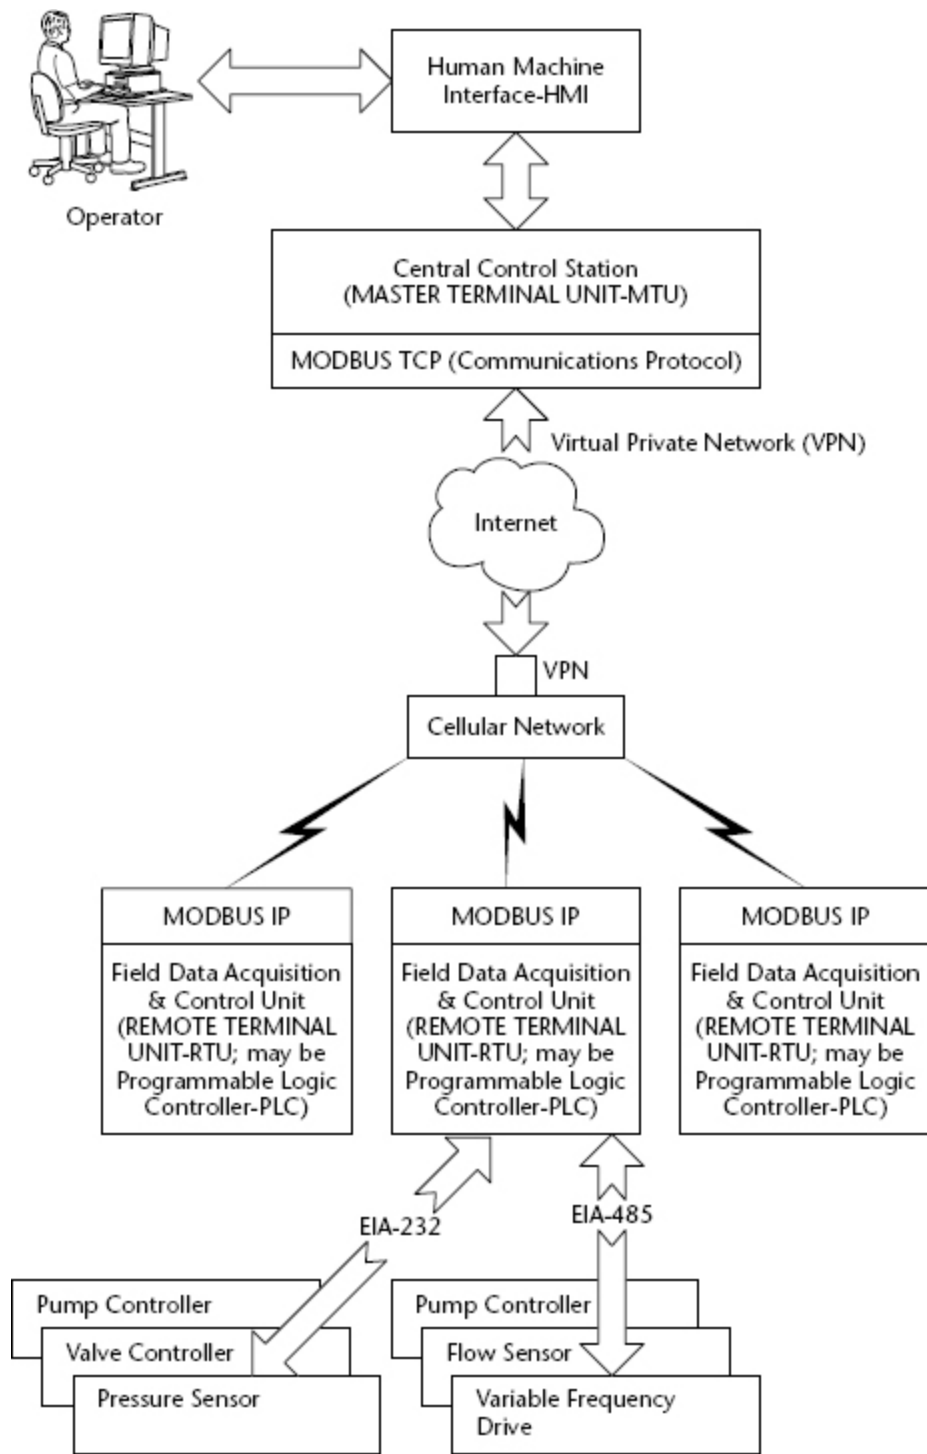 Human Machine
Interface-HMI
Operator
Central Control Station
(MASTER TERMINAL UNIT-MTU)
MODBUS TCP (Communications Protocol)
Virtual Private Network (VPN)
Internet
VPN
Cellular Network
MODBUS IP
Field Data Acquisition
& Control Unit
(REMOTE TERMINAL
UNIT-RTU; may be
Programmable Logic
Controller-PLC)
MODBUS IP
Field Data Acquisition
& Control Unit
(REMOTE TERMINAL
UNIT-RTU; may be
Programmable Logic
Controller-PLC)
MODBUS IP
Field Data Acquisition
& Control Unit
(REMOTE TERMINAL
UNIT-RTU; may be
Programmable Logic
Controller-PLC)
EIA-232
EIA-485
Pump Controller
Valve Controller
Pressure Sensor
Pump Controller
Flow Sensor
Variable Frequency
Drive